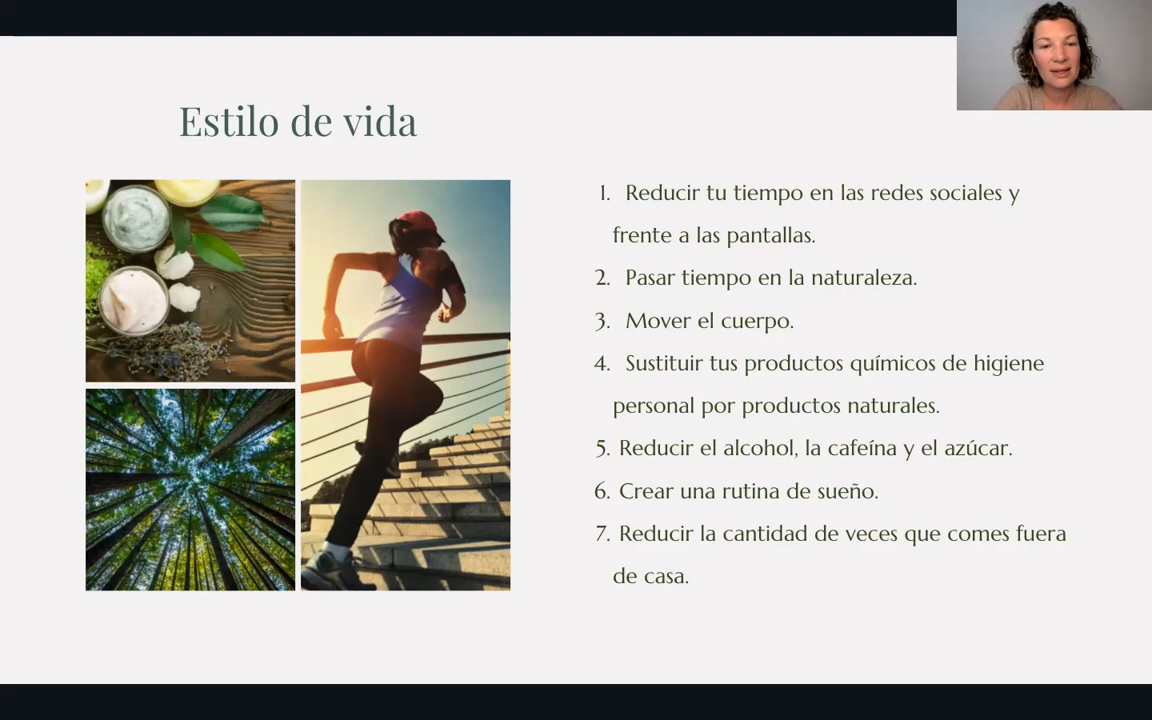 Estilo de vida
1. Reducir tu tiempo en las redes sociales y
frente a las pantallas.
2. Pasar tiempo en la naturaleza.
3. Mover el cuerpo.
4. Sustituir tus productos químicos de higiene
personal por productos naturales.
5. Reducir el alcohol, la cafeína y el azúcar.
6. Crear una rutina de sueño.
7. Reducir la cantidad de veces que comes fuera
de casa.